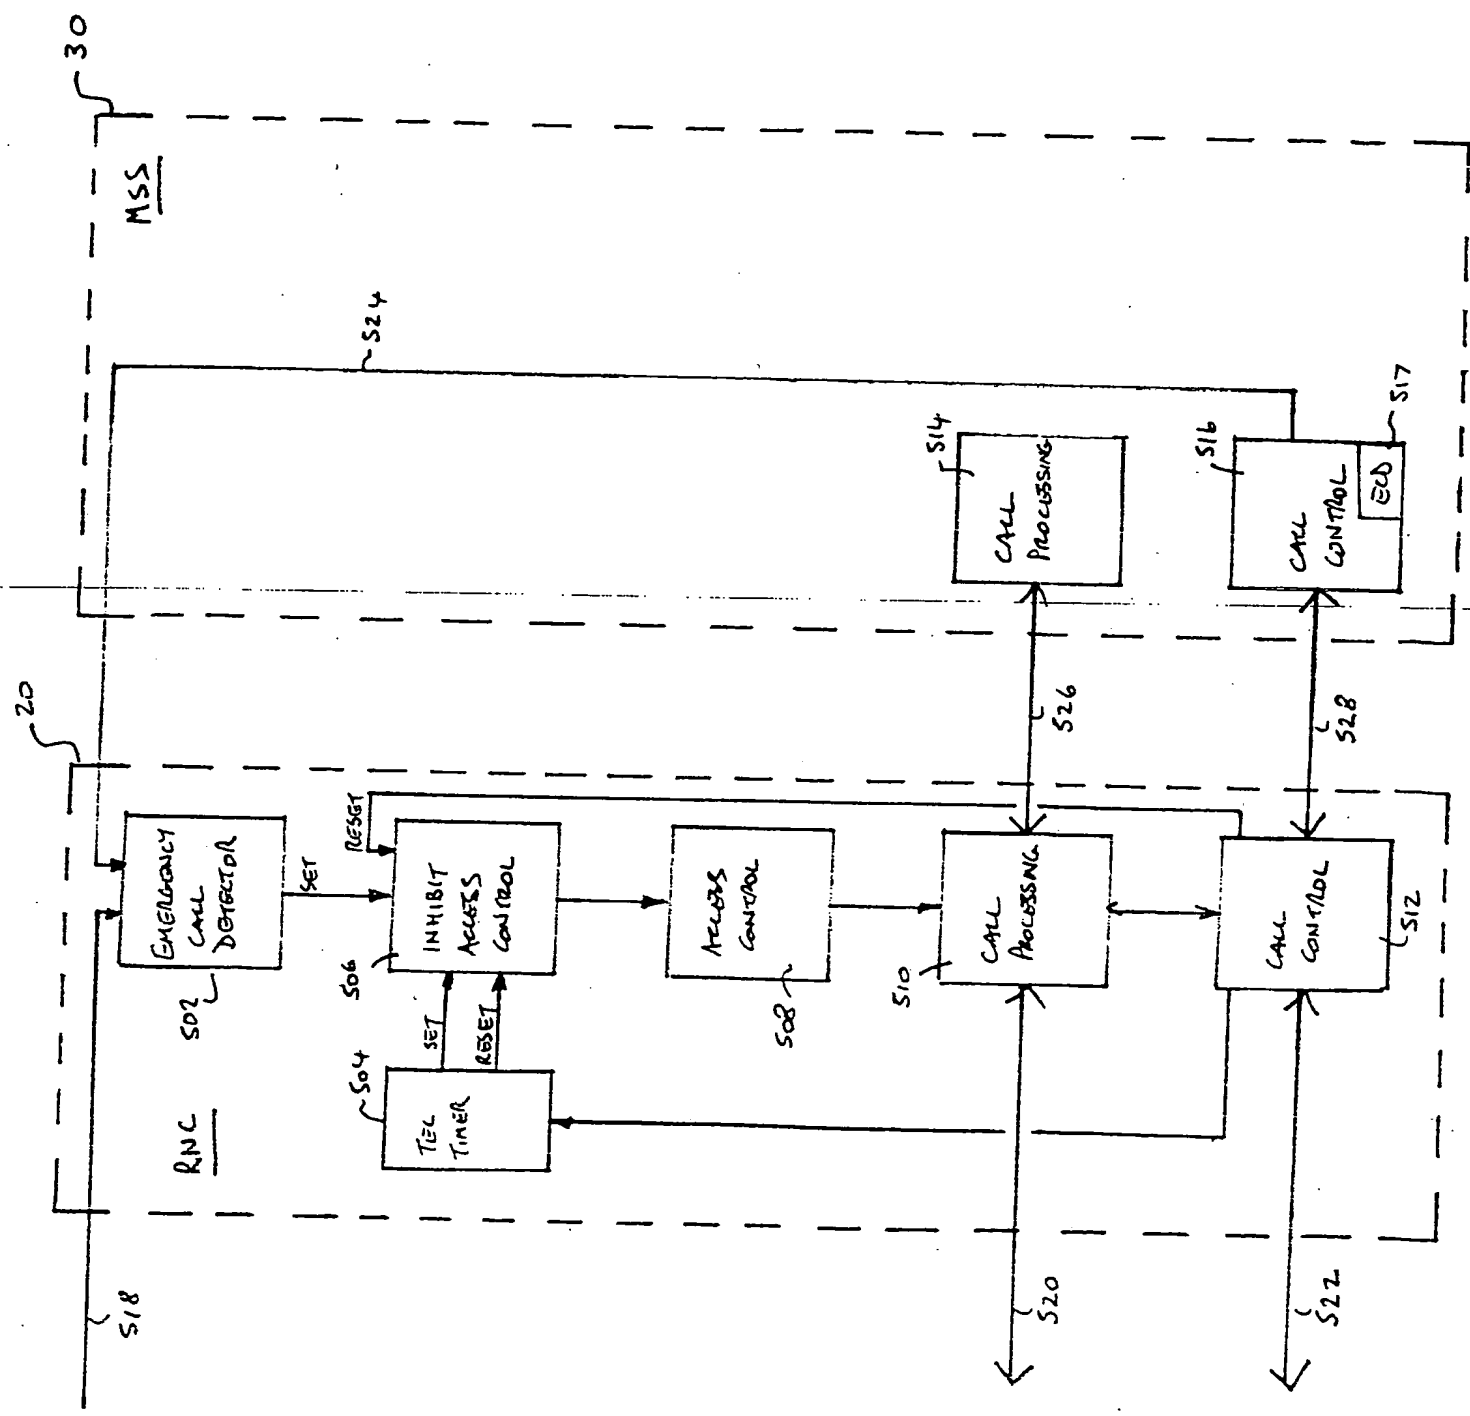 30
MSS
524
514
CALL
PROCESSING
516
CALL
CONTROL
ECD
517
20
526
528
EMERGENCY
CALL
DETECTOR
502
SET
RESET
INHIBIT
ACCESS
CONTROL
506
ACCESS
CONTROL
508
CALL
PROCESSING
510
CALL
CONTROL
512
SET
RESET
504
TEC
TIMER
RNC
518
520
522